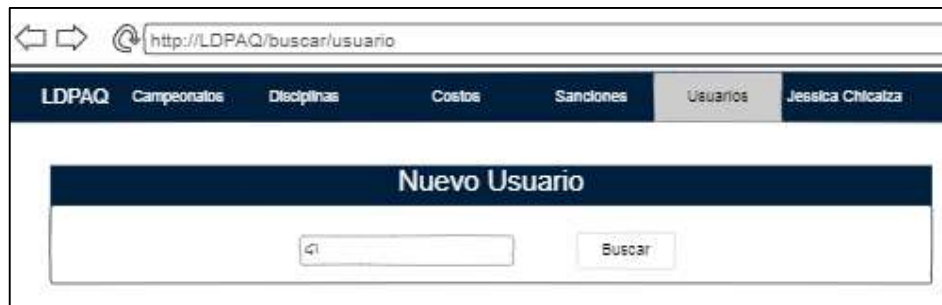 http://LDPAQ/buscar/usuario
LDPAQ Campeonatos Disciplinas Costos Sanciones Usuarios Jessica Chicaiza
Nuevo Usuario
Buscar